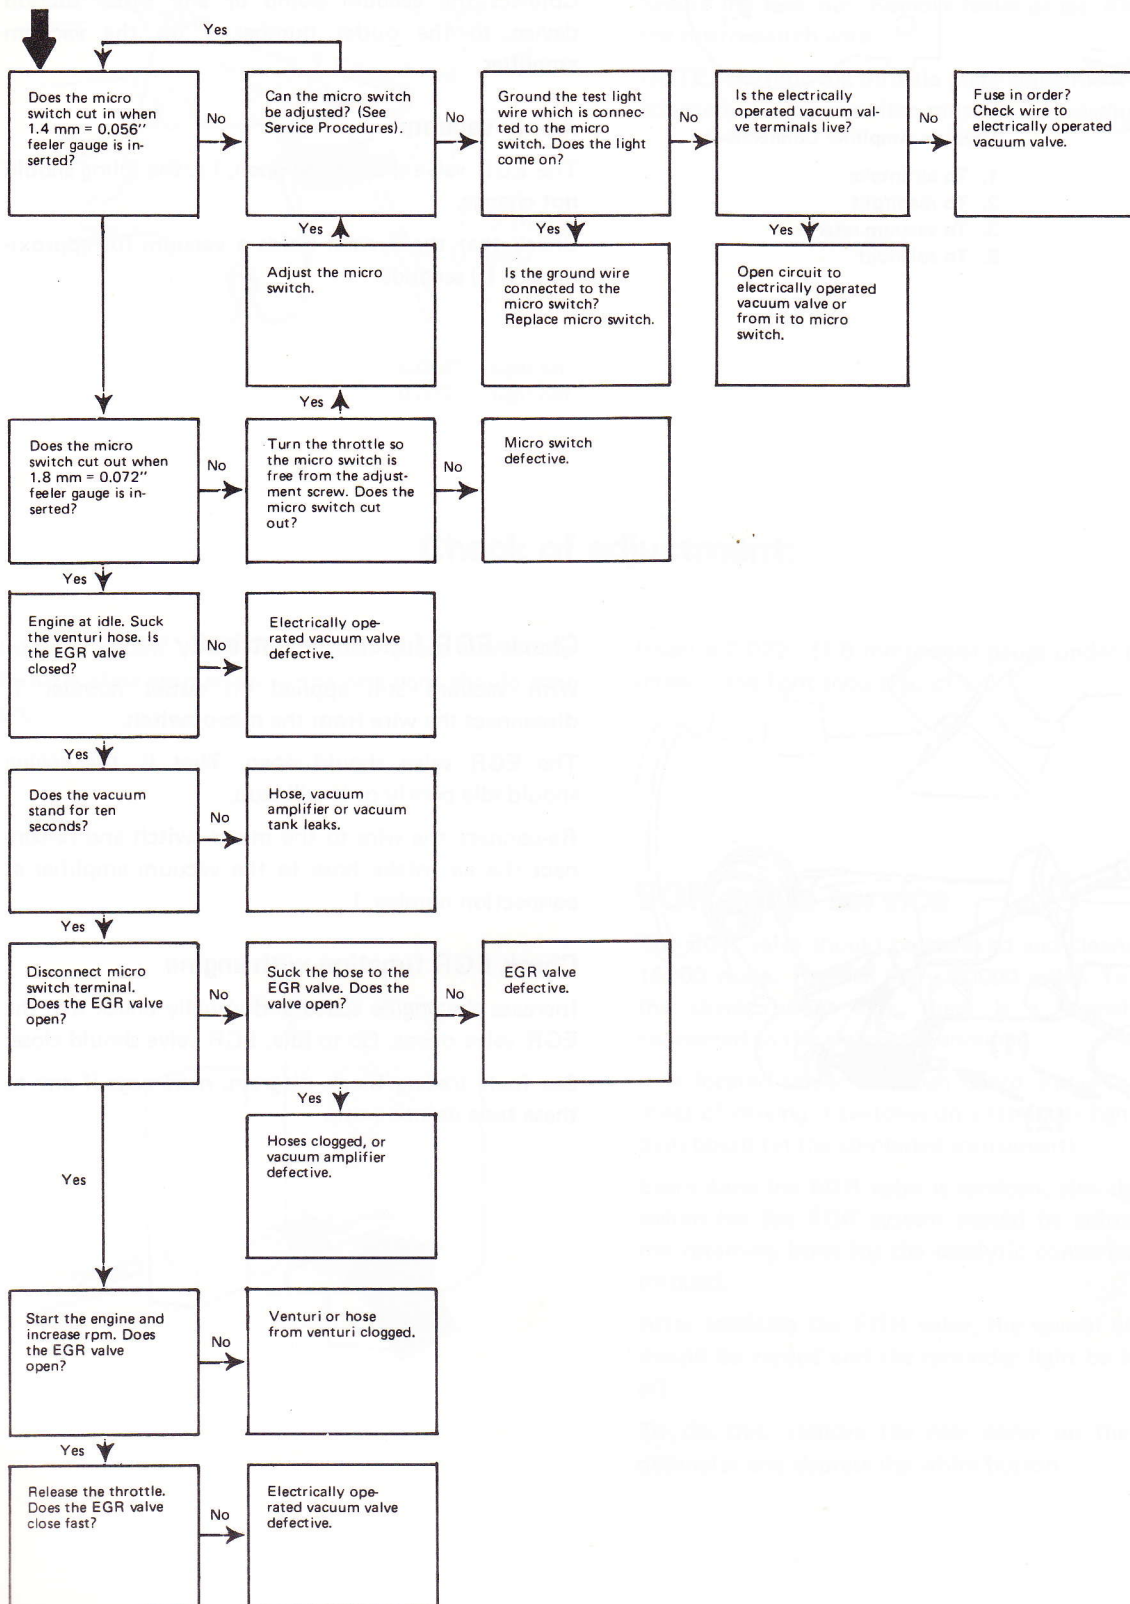 Yes
Does the micro
switch cut in when
1.4 mm = 0.056"
feeler gauge is in-
serted?
No
Can the micro switch
be adjusted? (See
Service Procedures).
No
Ground the test light
wire which is connec-
ted to the micro
switch. Does the light
come on?
No
Is the electrically
operated vacuum val-
ve terminals live?
No
Fuse in order?
Check wire to
electrically operated
vacuum valve.
Yes
Yes
Yes
Adjust the micro
switch.
Is the ground wire
connected to the
micro switch?
Replace micro switch.
Open circuit to
electrically operated
vacuum valve or
from it to micro
switch.
Yes
Does the micro
switch cut out when
1.8 mm = 0.072"
feeler gauge is in-
serted?
No
Turn the throttle so
the micro switch is
free from the adjust-
ment screw. Does the
micro switch cut
out?
No
Micro switch
defective.
Yes
Engine at idle. Suck
the venturi hose. Is
the EGR valve
closed?
No
Electrically ope-
rated vacuum valve
defective.
Yes
Does the vacuum
stand for ten
seconds?
No
Hose, vacuum
amplifier or vacuum
tank leaks.
Yes
Disconnect micro
switch terminal.
Does the EGR valve
open?
No
Suck the hose to the
EGR valve. Does the
valve open?
No
EGR valve
defective.
Yes
Hoses clogged, or
vacuum amplifier
defective.
Yes
Start the engine and
increase rpm. Does
the EGR valve
open?
No
Venturi or hose
from venturi clogged.
Yes
Release the throttle.
Does the EGR valve
close fast?
No
Electrically ope-
rated vacuum valve
defective.